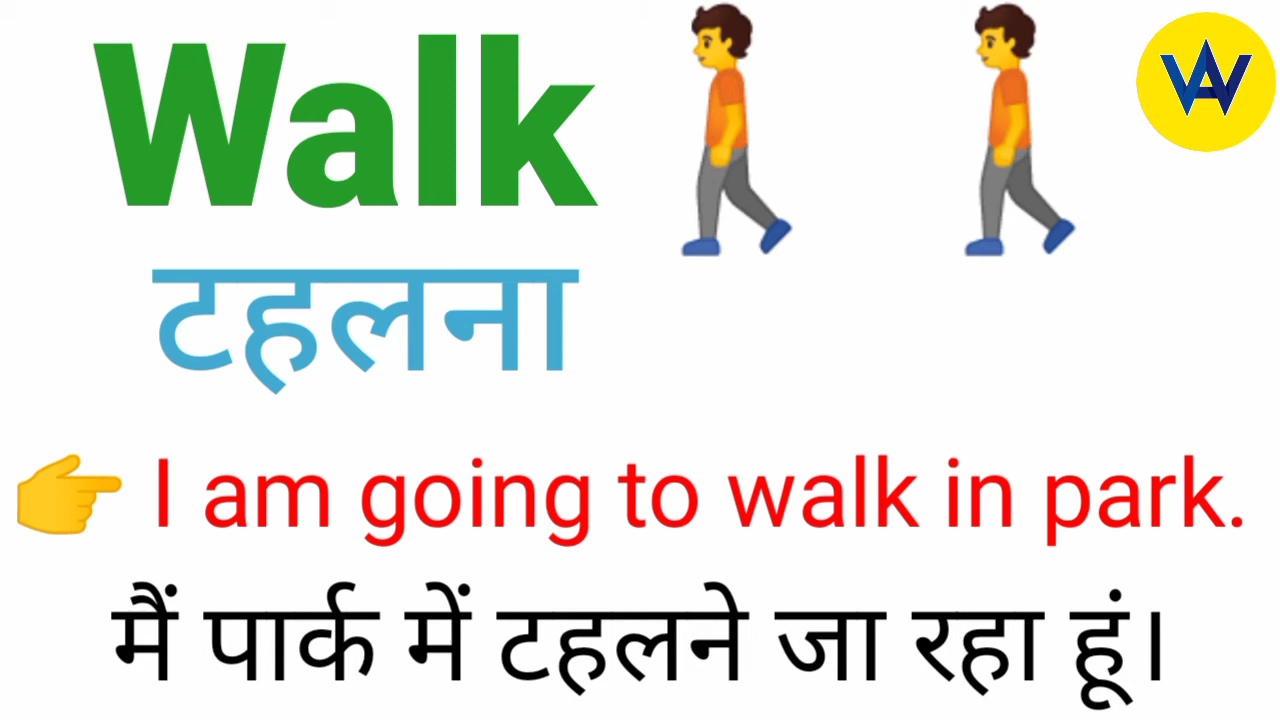 Walk
टहलना
👉 I am going to walk in park.
मैं पार्क में टहलने जा रहा हूं।